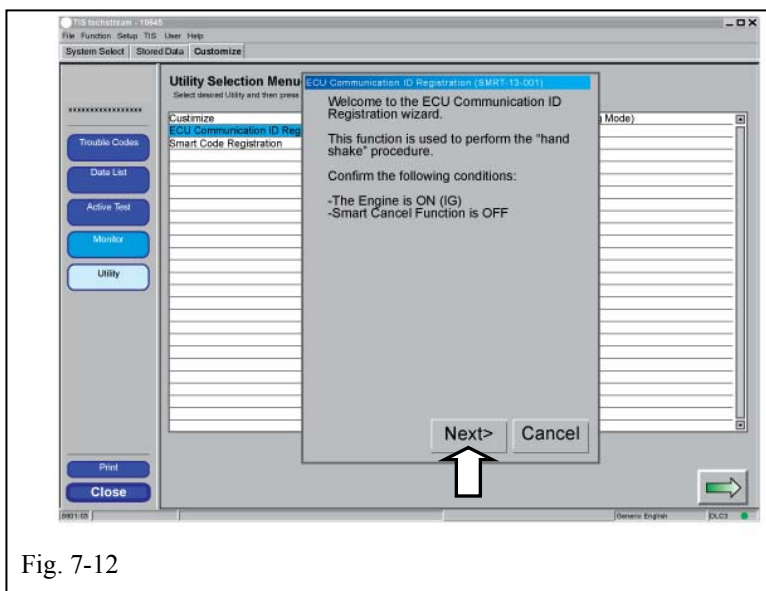 TIS techstream - 10645
File Function Setup TIS User Help
System Select Stored Data Customize
Utility Selection Menu
Select desired Utility and then press
xxxxxxxxxxxxxxxxx
Trouble Codes
Data List
Active Test
Monitor
Utility
Print
Close
Custimize
ECU Communication ID Reg
Smart Code Registration
Mode)
ECU Communication ID Registration (SMRT-13-001)
Welcome to the ECU Communication ID
Registration wizard.
This function is used to perform the "hand
shake" procedure.
Confirm the following conditions:
-The Engine is ON (IG)
-Smart Cancel Function is OFF
Next>
Cancel
Generic English
DLC3
Fig. 7-12